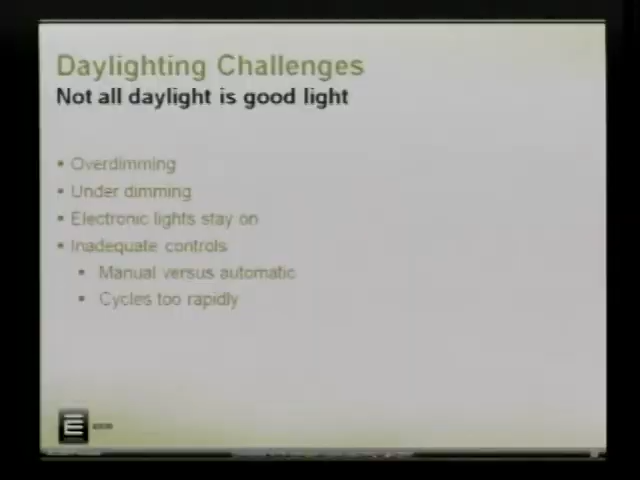 Daylighting Challenges
Not all daylight is good light
▪ Overdimming
▪ Under dimming
▪ Electronic lights stay on
▪ Inadequate controls
▪ Manual versus automatic
▪ Cycles too rapidly